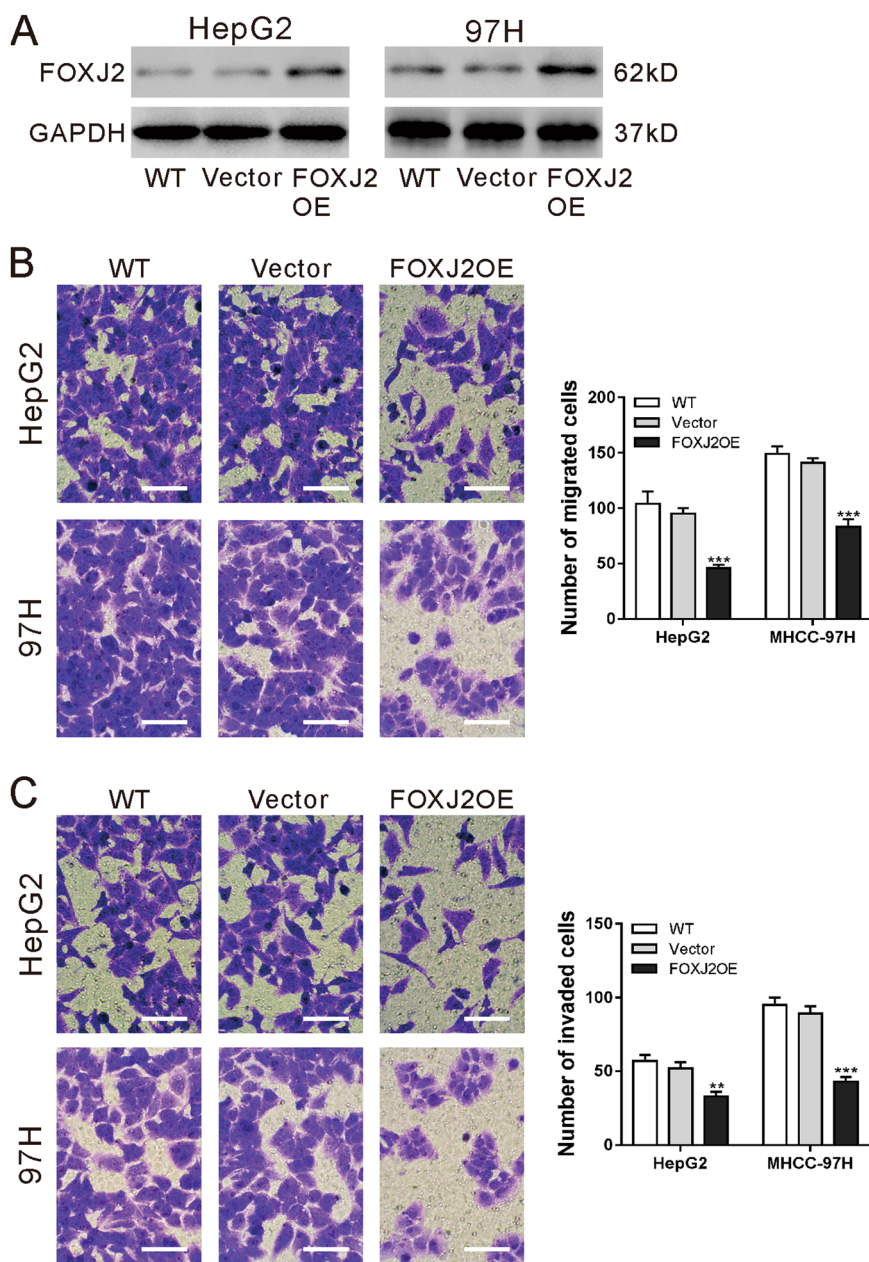 A
HepG2
97H
FOXJ2
62kD
GAPDH
37kD
WT
Vector
FOXJ2
OE
WT
Vector
FOXJ2
OE
B
WT
Vector
FOXJ2OE
HepG2
97H
Number of migrated cells
200
150
100
50
0
WT
Vector
FOXJ2OE
***
***
HepG2
MHCC-97H
C
WT
Vector
FOXJ2OE
HepG2
97H
Number of invaded cells
150
100
50
0
WT
Vector
FOXJ2OE
**
***
HepG2
MHCC-97H